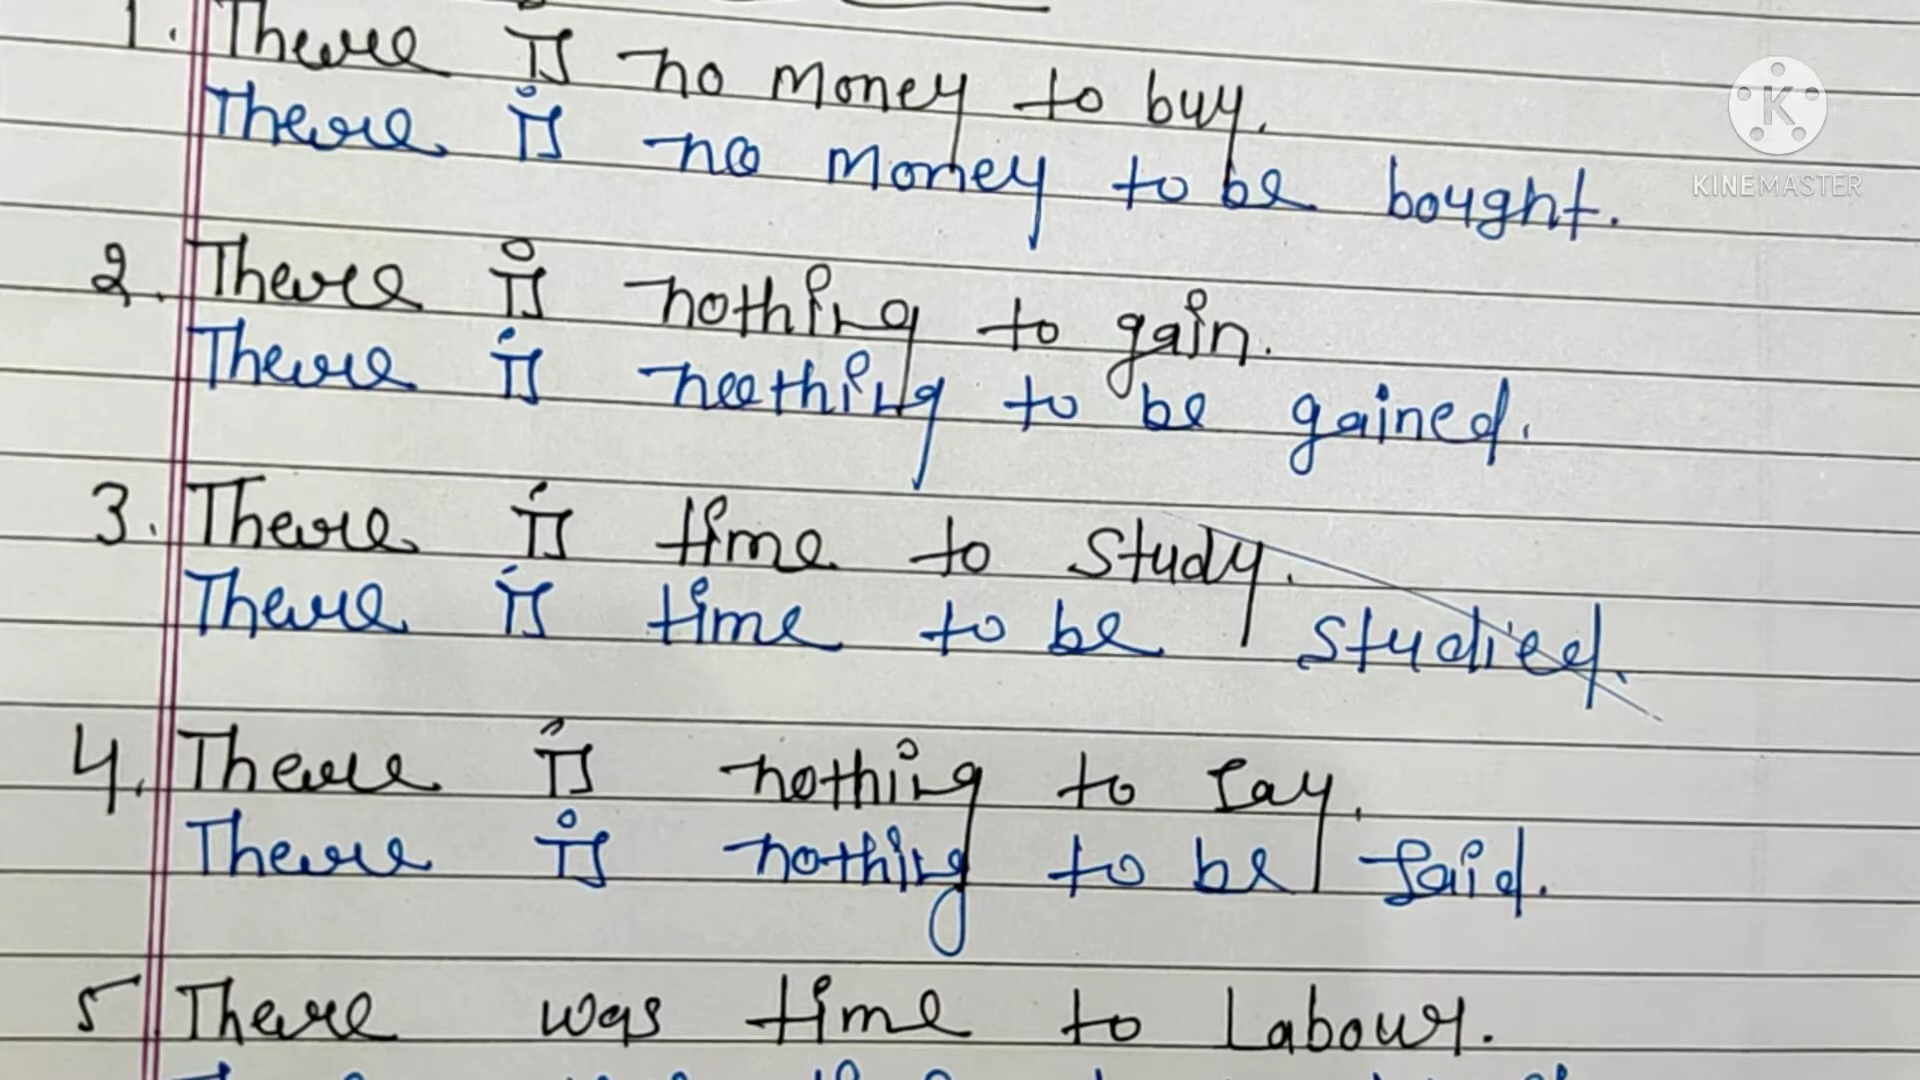 1. There is no money to buy.
There is no money to be bought.
KINEMASTER
2. There is nothing to gain.
There is nothing to be gained.
3. There is time to study.
There is time to be studied.
4. There is nothing to say.
There is nothing to be said.
5 There was time to Labour.